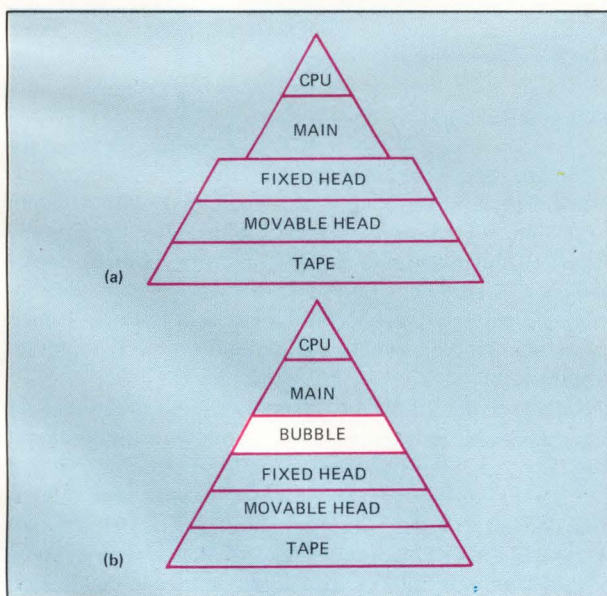 CPU
MAIN
FIXED HEAD
MOVABLE HEAD
TAPE
(a)
CPU
MAIN
BUBBLE
FIXED HEAD
MOVABLE HEAD
TAPE
(b)